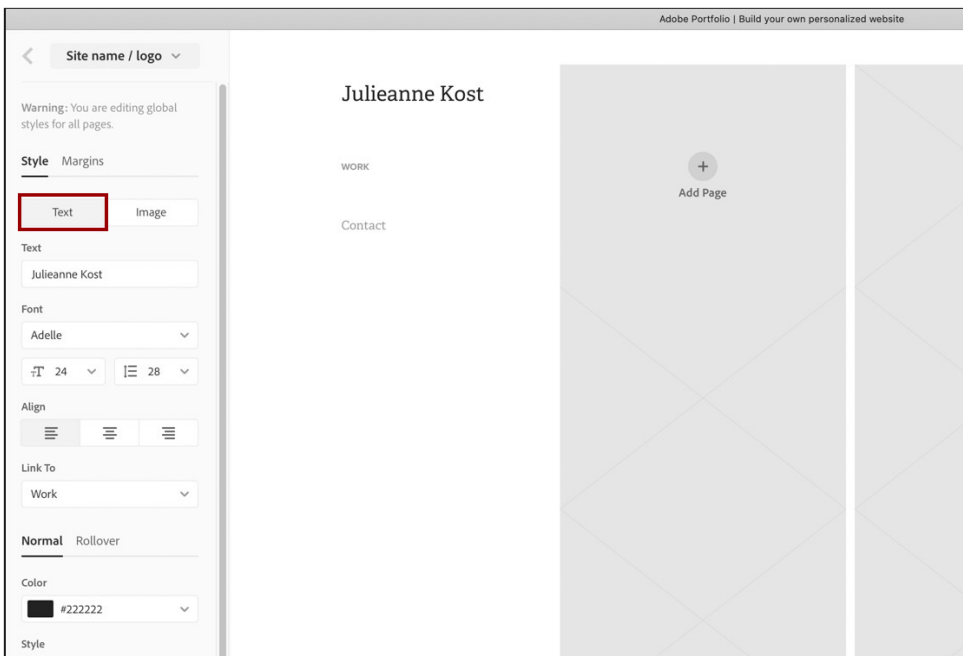 Adobe Portfolio | Build your own personalized website
Site name / logo
Warning: You are editing global
styles for all pages.
Style Margins
Text Image
Text
Julieanne Kost
Font
Adelle
24 28
Align
Link To
Work
Normal Rollover
Color
#222222
Style
Julieanne Kost
WORK
Contact
Add Page